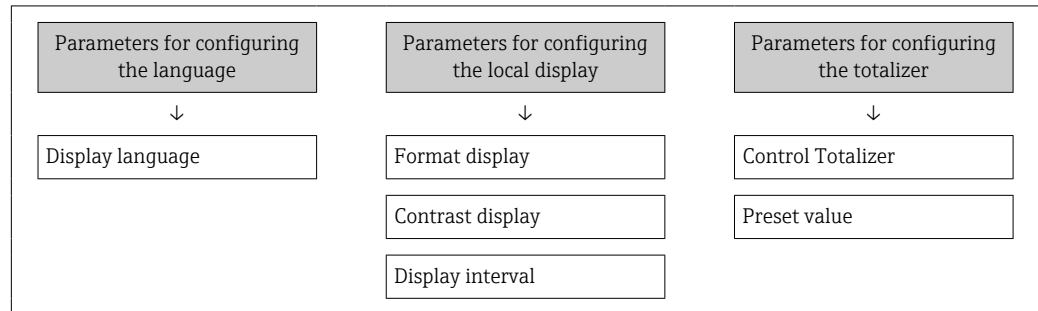 Parameters for configuring
the language
↓
Display language
Parameters for configuring
the local display
↓
Format display
Contrast display
Display interval
Parameters for configuring
the totalizer
↓
Control Totalizer
Preset value